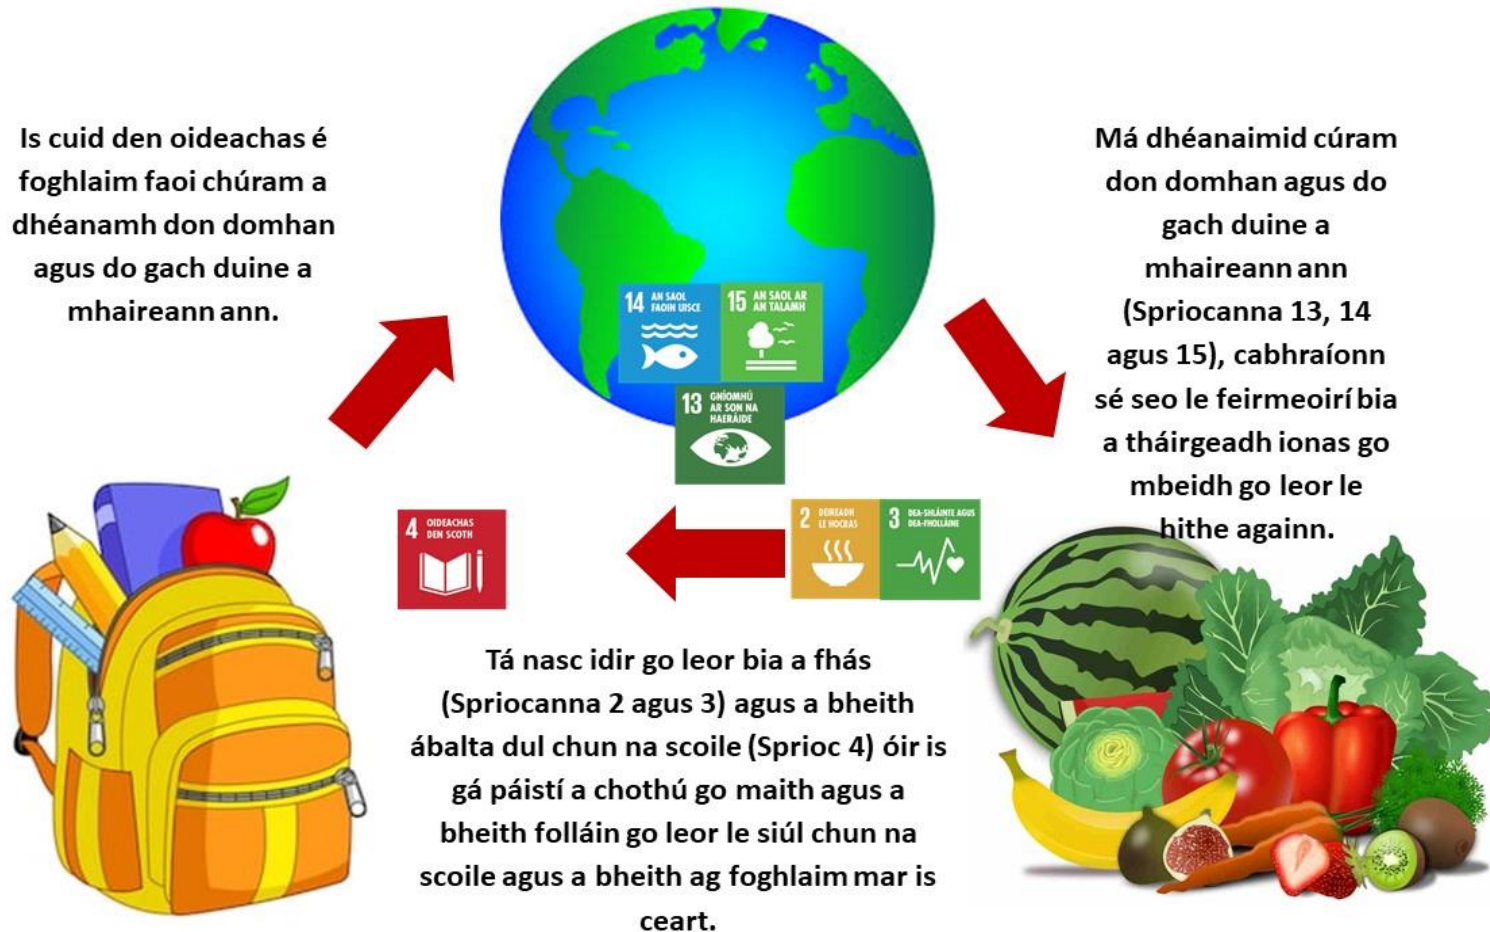 Is cuid den oideachas é
foghlaim faoi chúram a
dhéanamh don domhan
agus do gach duine a
mhaireann ann.
14 AN SAOL
FAOIN UISCE
15 AN SAOL AR
AN TALAMH
13 GNÍOMHÚ
AR SON NA
HAERÁIDE
Má dhéanaimid cúram
don domhan agus do
gach duine a
mhaireann ann
(Spriocanna 13, 14
agus 15), cabhraíonn
sé seo le feirmeoirí bia
a tháirgeadh ionas go
mbeidh go leor le
hithe againn.
2 DEIREADH
LE HOCRAS
3 DEA-SHLÁINTE AGUS
DEA-FHOLLÁINE
4 OIDEACHAS
DEN SCOTH
Tá nasc idir go leor bia a fhás
(Spriocanna 2 agus 3) agus a bheith
ábalta dul chun na scoile (Sprioc 4) óir is
gá páistí a chothú go maith agus a
bheith folláin go leor le siúl chun na
scoile agus a bheith ag foghlaim mar is
ceart.